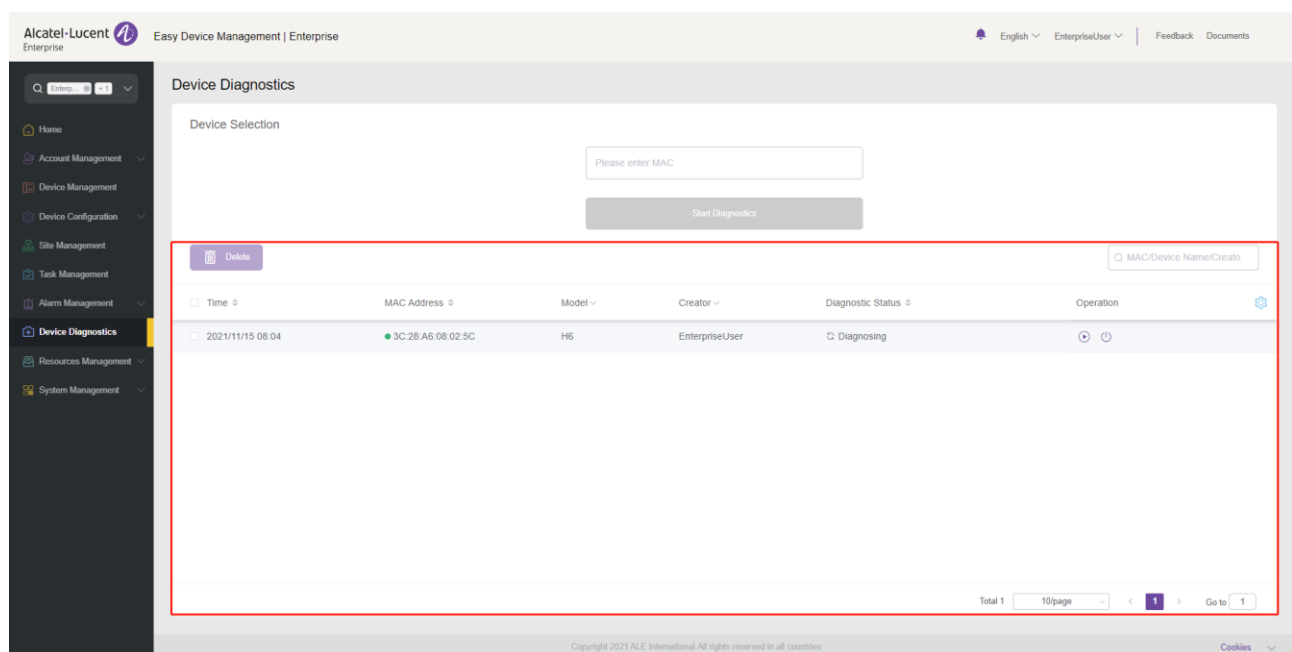 Alcatel·Lucent
Enterprise
Easy Device Management | Enterprise
English
EnterpriseUser
Feedback
Documents
Enterp...
+ 1
Home
Account Management
Device Management
Device Configuration
Site Management
Task Management
Alarm Management
Device Diagnostics
Resources Management
System Management
Device Diagnostics
Device Selection
Please enter MAC
Start Diagnostics
Delete
MAC/Device Name/Creato
Time
MAC Address
Model
Creator
Diagnostic Status
Operation
2021/11/15 08:04
3C:28:A6:08:02:5C
H6
EnterpriseUser
Diagnosing
Total 1
10/page
1
Go to
1
Copyright 2021 ALE International.All rights reserved in all countries
Cookies